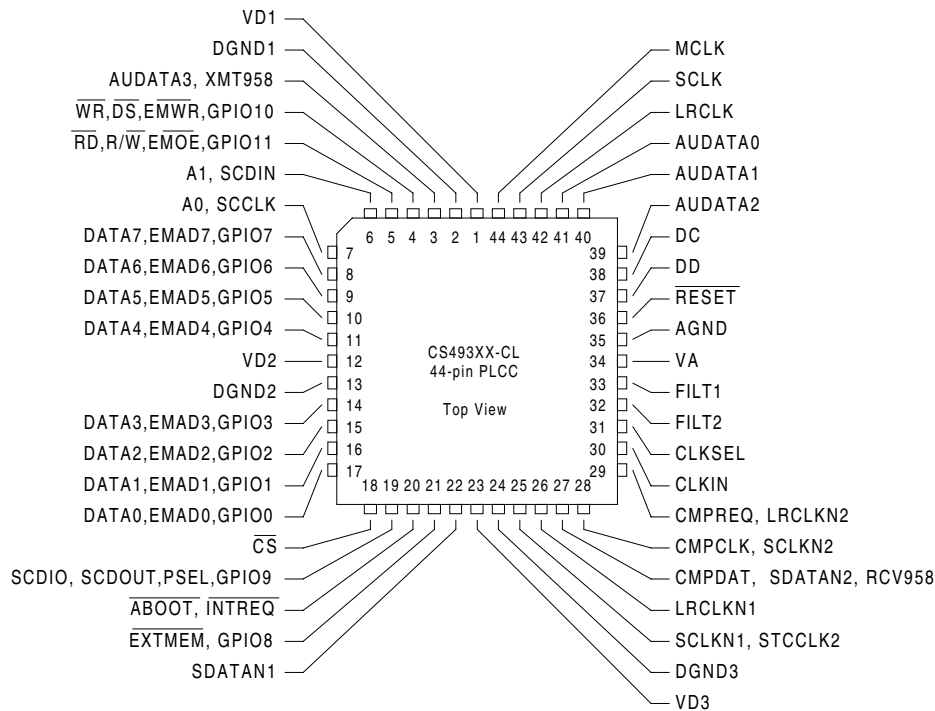 VD1
DGND1
AUDATA3, XMT958
WR,DS,EMWR,GPIO10
RD,R/W,EMOE,GPIO11
A1, SCDIN
A0, SCCLK
DATA7,EMAD7,GPIO7
DATA6,EMAD6,GPIO6
DATA5,EMAD5,GPIO5
DATA4,EMAD4,GPIO4
VD2
DGND2
DATA3,EMAD3,GPIO3
DATA2,EMAD2,GPIO2
DATA1,EMAD1,GPIO1
DATA0,EMAD0,GPIO0
CS
SCDIO, SCDOUT,PSEL,GPIO9
ABOOT, INTREQ
EXTMEM, GPIO8
SDATAN1
6 5 4 3 2 1 44 43 42 41 40
7
8
9
10
11
12
13
14
15
16
17
CS493XX-CL
44-pin PLCC
Top View
39
38
37
36
35
34
33
32
31
30
29
18 19 20 21 22 23 24 25 26 27 28
MCLK
SCLK
LRCLK
AUDATA0
AUDATA1
AUDATA2
DC
DD
RESET
AGND
VA
FILT1
FILT2
CLKSEL
CLKIN
CMPREQ, LRCLKN2
CMPCLK, SCLKN2
CMPDAT, SDATAN2, RCV958
LRCLKN1
SCLKN1, STCCLK2
DGND3
VD3